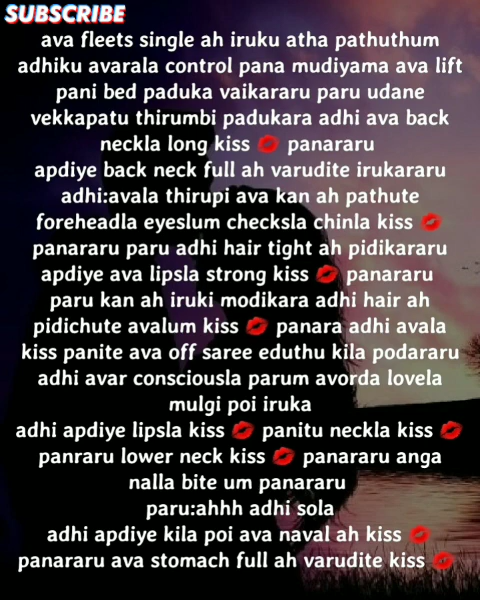 SUBSCRIBE
ava fleets single ah iruku atha pathuthum
adhiku avarala control pana mudiyama ava lift
pani bed paduka vaikararu paru udane
vekkapatu thirumbi padukara adhi ava back
neckla long kiss 💋 panararu
apdiye back neck full ah varudite irukararu
adhi:avala thirupi ava kan ah pathute
foreheadla eyeslum checksla chinla kiss 💋
panararu paru adhi hair tight ah pidikararu
apdiye ava lipsla strong kiss 💋 panararu
paru kan ah iruki modikara adhi hair ah
pidichute avalum kiss 💋 panara adhi avala
kiss panite ava off saree eduthu kila podararu
adhi avar consciousla parum avorda lovela
mulgi poi iruka
adhi apdiye lipsla kiss 💋 panitu neckla kiss 💋
panraru lower neck kiss 💋 panararu anga
nalla bite um panararu
paru:ahhh adhi sola
adhi apdiye kila poi ava naval ah kiss 💋
panararu ava stomach full ah varudite kiss 💋